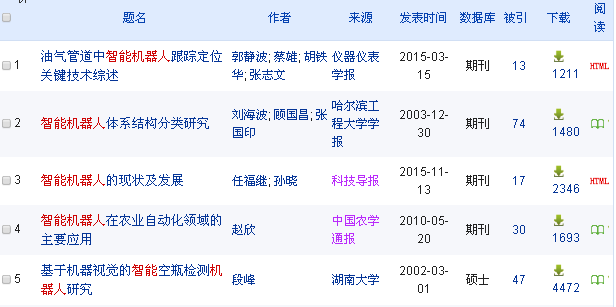 题名 作者 来源 发表时间 数据库 被引 下载 阅
读
1 油气管道中智能机器人跟踪定位 郭静波; 蔡雄; 胡铁 仪器仪表 2015-03- 期刊 13 1211 HTML
关键技术综述 华; 张志文 学报 15
2 智能机器人体系结构分类研究 刘海波; 顾国昌; 张 哈尔滨工 2003-12- 期刊 74 1480
国印 程大学学 30
报
3 智能机器人的现状及发展 任福继; 孙晓 科技导报 2015-11- 期刊 17 2346 HTML
13
4 智能机器人在农业自动化领域的 赵欣 中国农学 2010-05- 期刊 30 1693
主要应用 通报 20
5 基于机器视觉的智能空瓶检测机 段峰 湖南大学 2002-03- 硕士 47 4472
器人研究 01